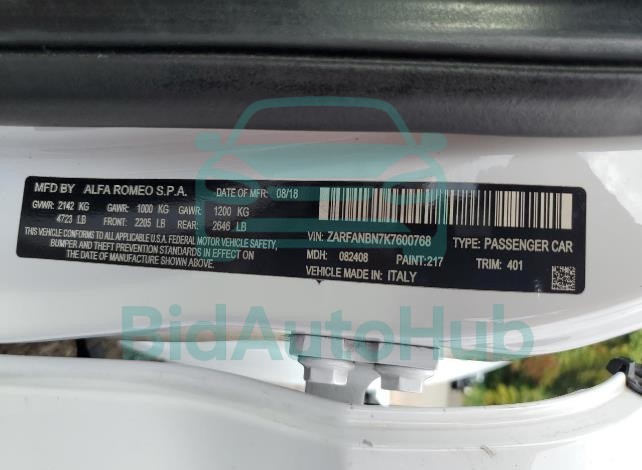 MFD BY ALFA ROMEO S.P.A. DATE OF MFR: 08/18
GVWR: 2142 KG GAWR: 1000 KG GAWR: 1200 KG
4723 LB FRONT: 2205 LB REAR: 2646 LB
THIS VEHICLE CONFORMS TO ALL APPLICABLE U.S.A. FEDERAL MOTOR VEHICLE SAFETY,
BUMPER AND THEFT PREVENTION STANDARDS IN EFFECT ON
THE DATE OF MANUFACTURE SHOWN ABOVE.
VIN: ZARFANBN7K7600768 TYPE: PASSENGER CAR
MDH: 082408 PAINT:217 TRIM: 401
VEHICLE MADE IN: ITALY
BidAutoHub